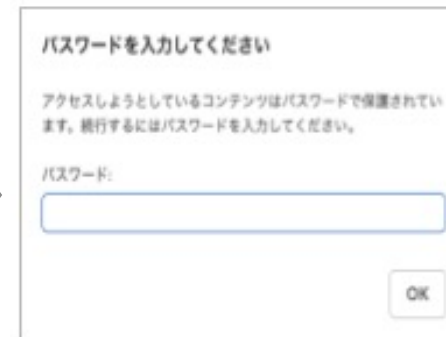 パスワードを入力してください
アクセスしようとしているコンテンツはパスワードで保護されてい
ます。続行するにはパスワードを入力してください。
パスワード:
OK